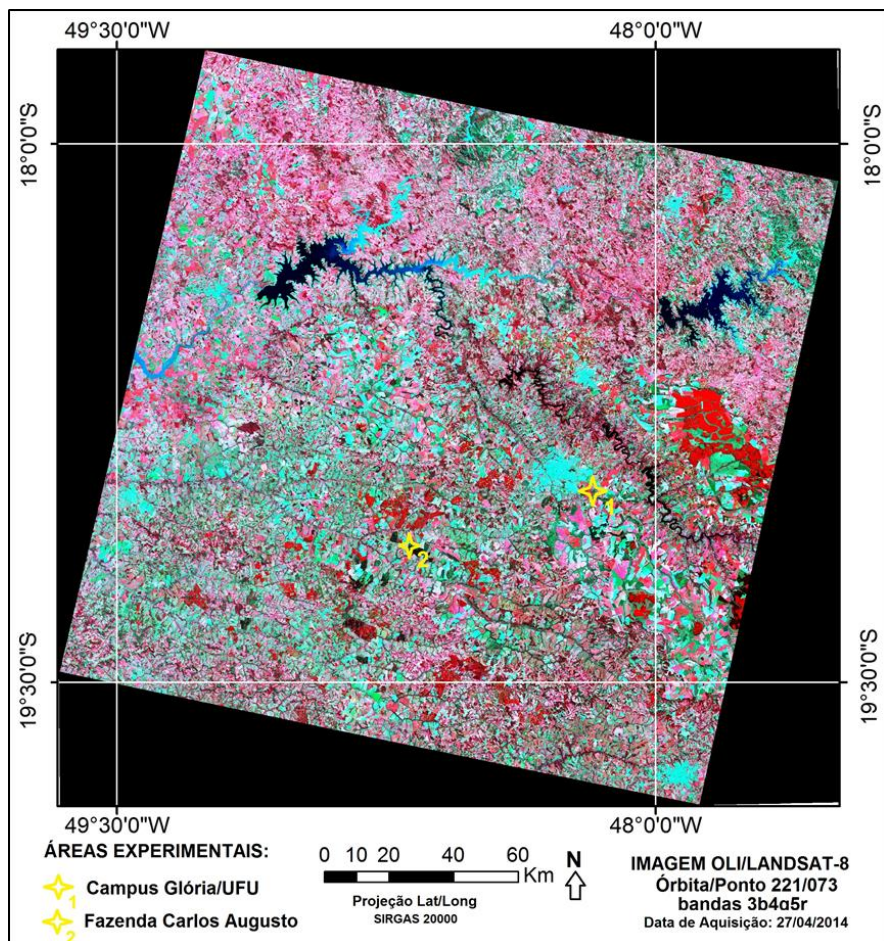 49°30'0"W 48°0'0"W
18°0'0"S 18°0'0"S
1
2
19°30'0"S 19°30'0"S
49°30'0"W 48°0'0"W
ÁREAS EXPERIMENTAIS:
1 Campus Glória/UFU
2 Fazenda Carlos Augusto
0 10 20 40 60 Km
Projeção Lat/Long
SIRGAS 20000
N
IMAGEM OLI/LANDSAT-8
Órbita/Ponto 221/073
bandas 3b4g5r
Data de Aquisição: 27/04/2014